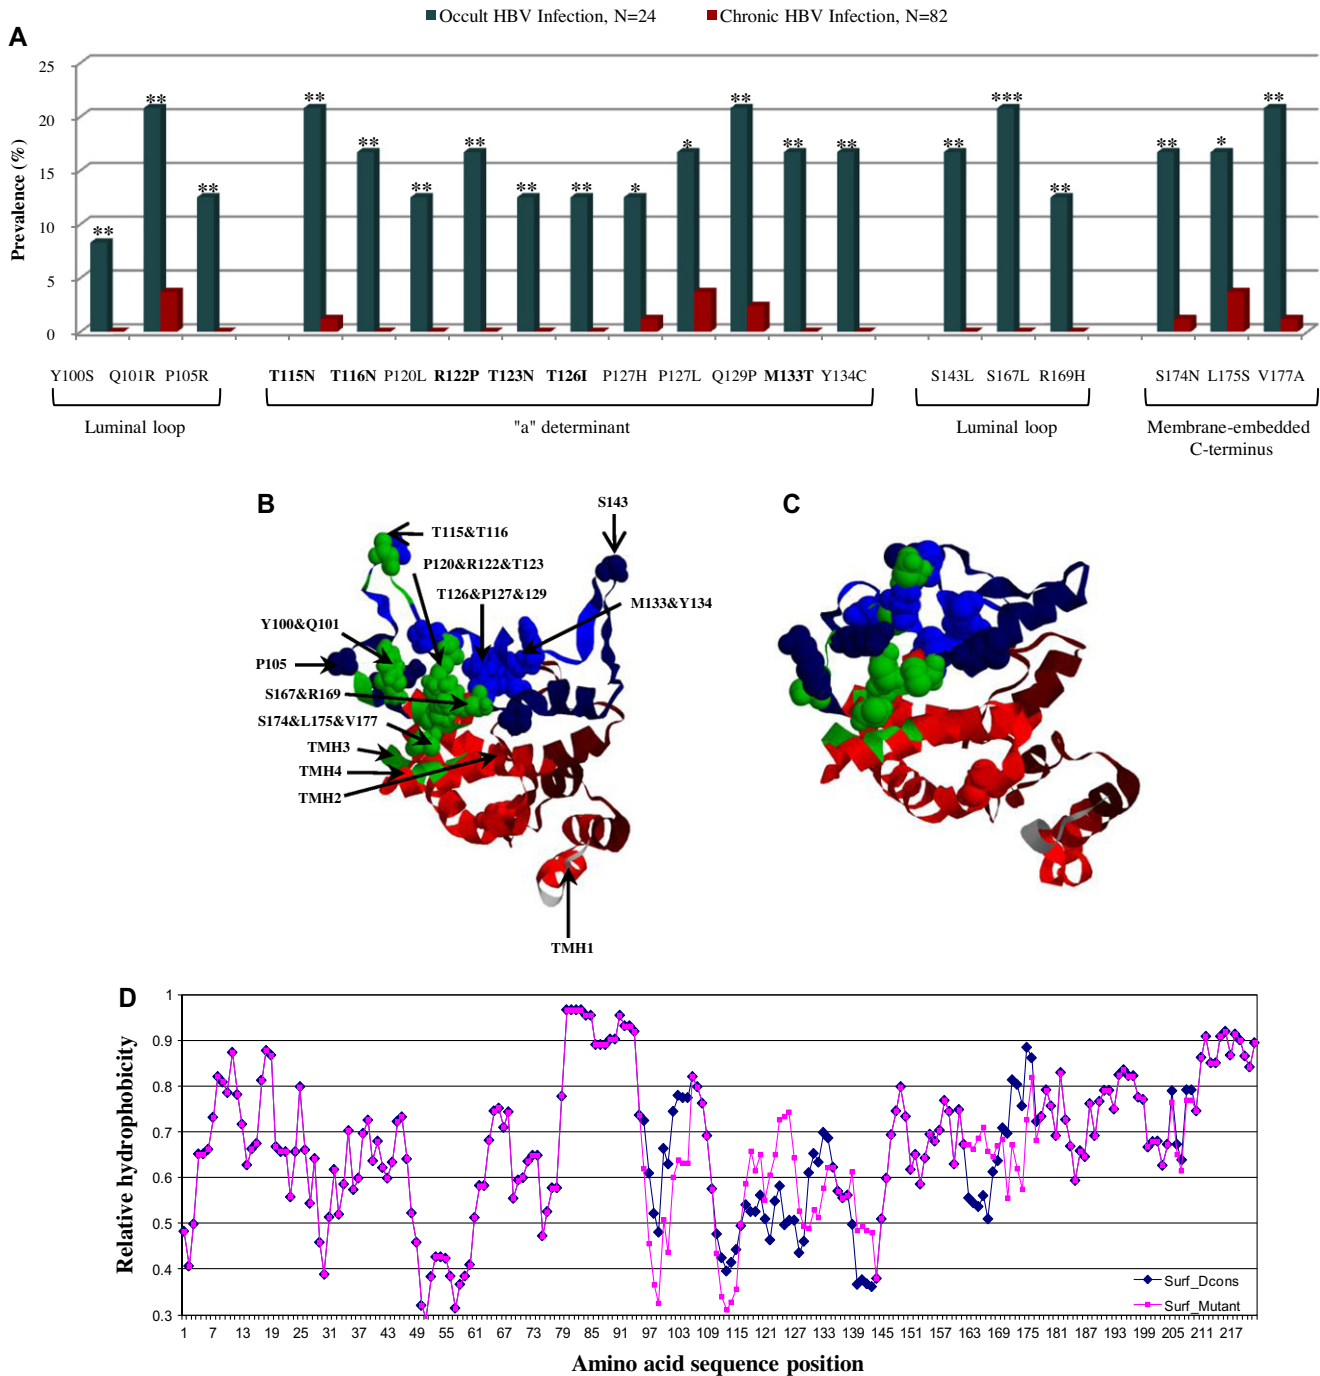 Occult HBV Infection, N=24 Chronic HBV Infection, N=82
A
Prevalence (%)
25
20
15
10
5
0
** ** ** ** ** ** ** ** ** * * ** ** ** ** *** ** ** * **
Y100S Q101R P105R T115N T116N P120L R122P T123N T126I P127H P127L Q129P M133T Y134C S143L S167L R169H S174N L175S V177A
Luminal loop "a" determinant Luminal loop Membrane-embedded
C-terminus
B
S143
C
T115&T116
P120&R122&T123
T126&P127&129
M133&Y134
Y100&Q101
P105
S167&R169
S174&L175&V177
TMH3
TMH4
TMH2
TMH1
D
Relative hydrophobicity
1
0.9
0.8
0.7
0.6
0.5
0.4
0.3
Surf_Dcons
Surf_Mutant
1 7 13 19 25 31 37 43 49 55 61 67 73 79 85 91 97 103 109 115 121 127 133 139 145 151 157 163 169 175 181 187 193 199 205 211 217
Amino acid sequence position